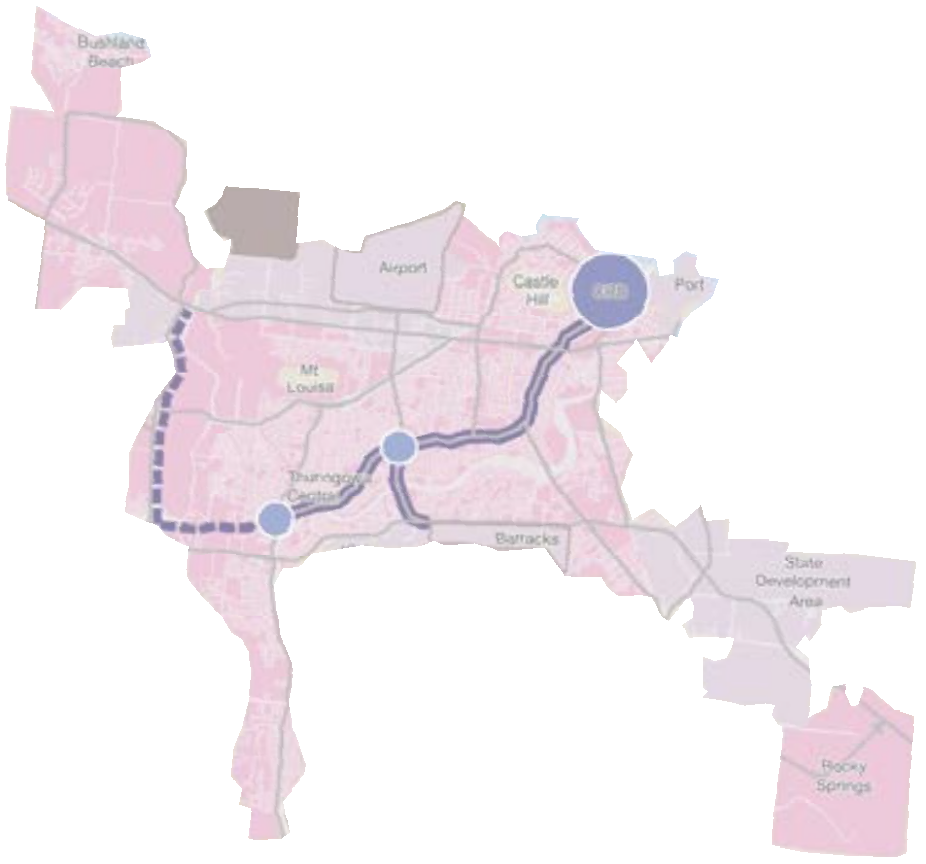 Bushland
Beach
Airport
Castle
Hill
CBD
Port
Mt
Louisa
Thuringowa
Central
Barracks
State
Development
Area
Rocky
Springs